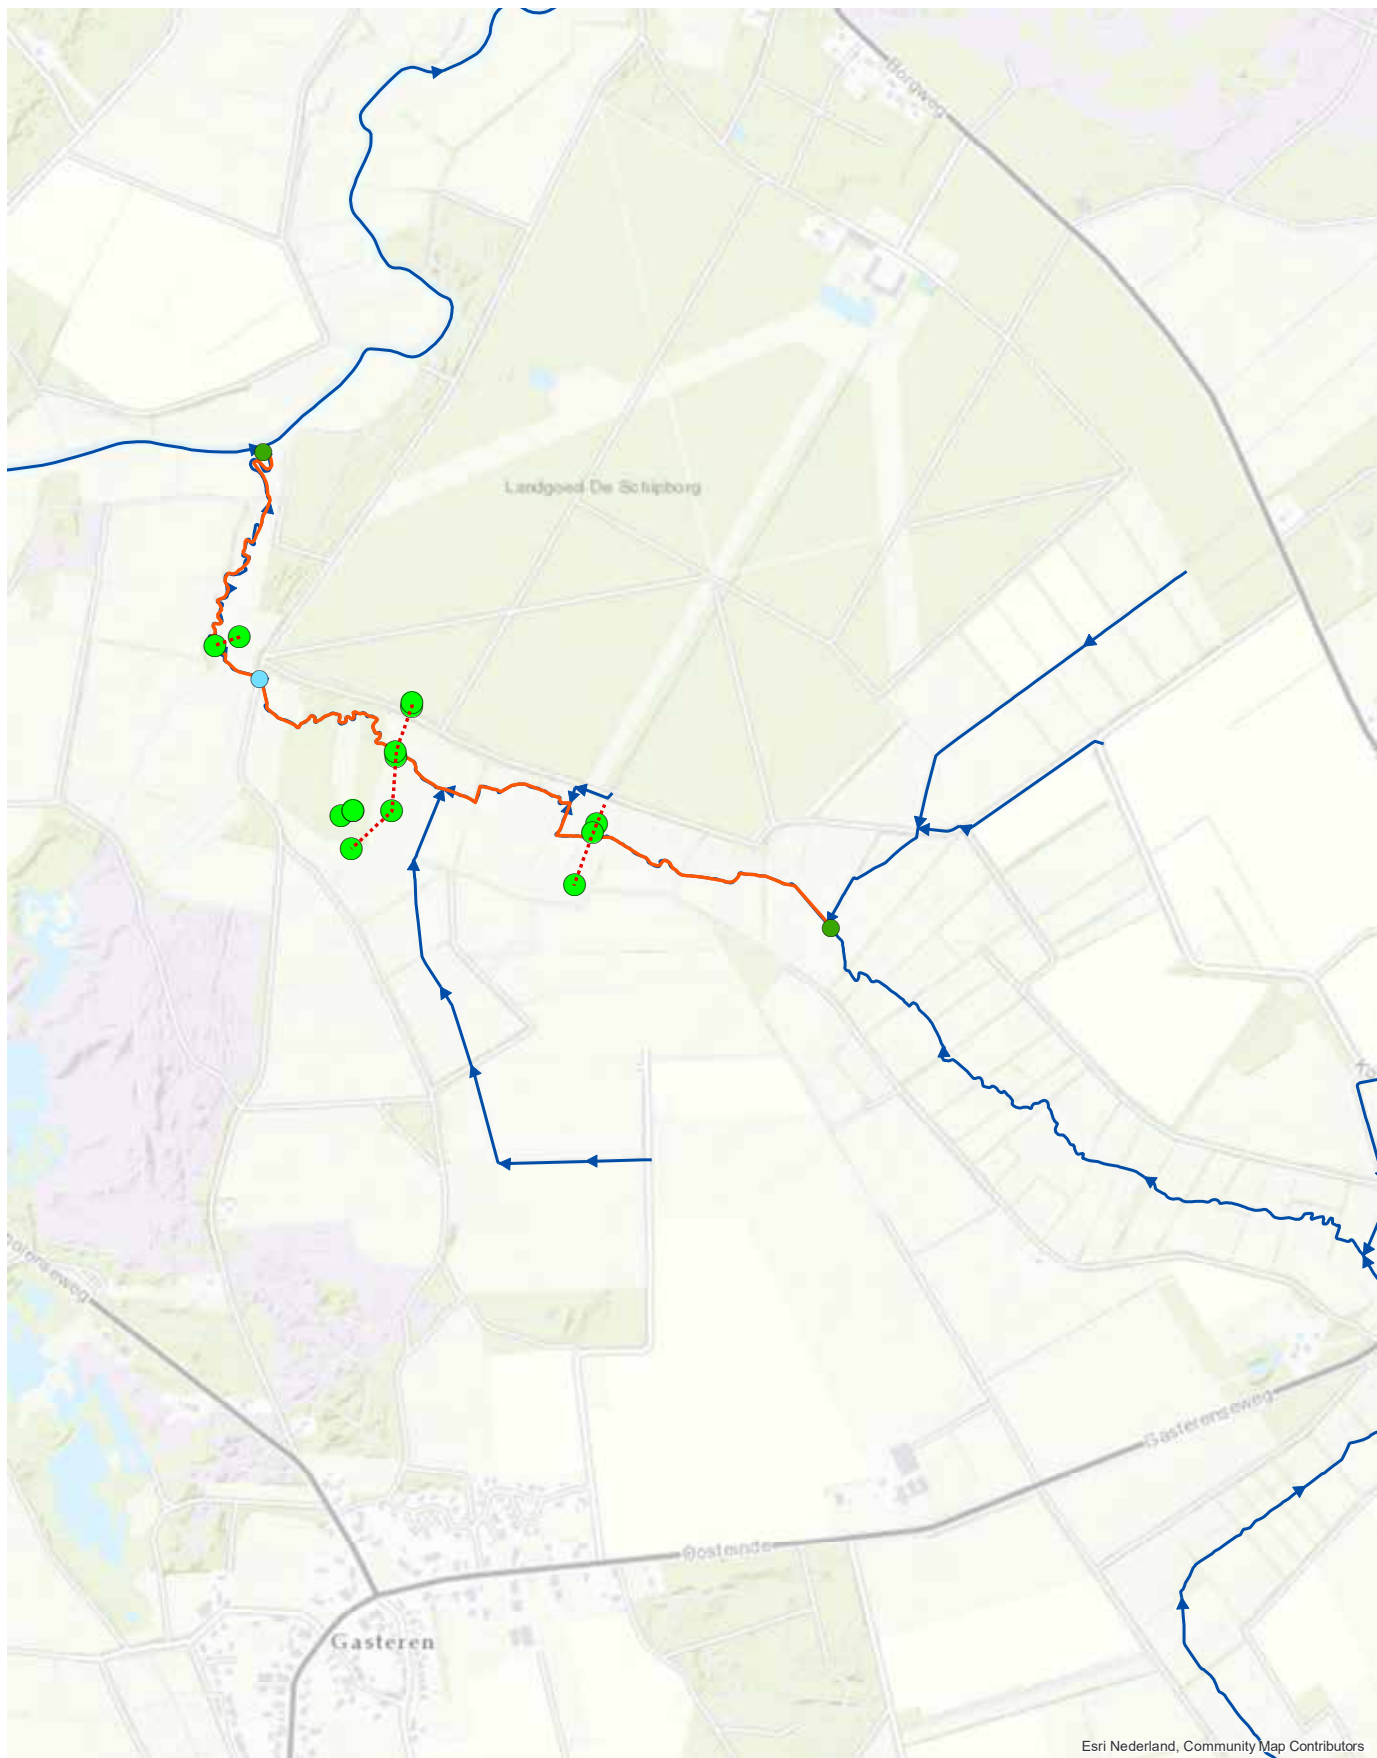 Borgweg
Landgoed De Schipborg
Gasterenseweg
Oosteinde
Gasteren
Esri Nederland, Community Map Contributors